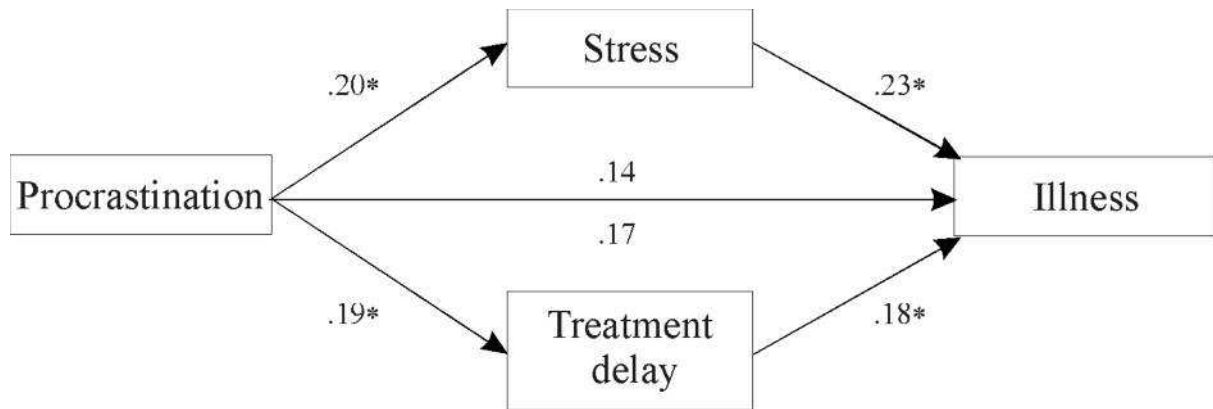 Stress
.20*
.23*
.14
Procrastination
Illness
.17
.19*
.18*
Treatment
delay